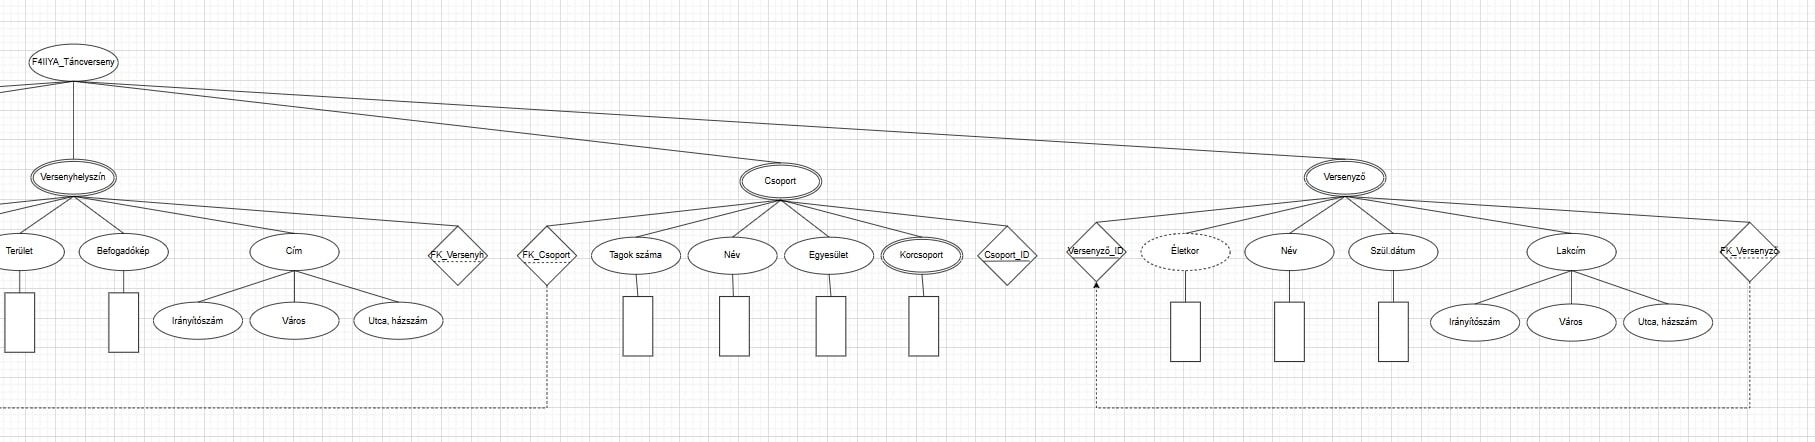 F4IIYA_Táncverseny
Versenyhelyszín
Csoport
Versenyző
Terület
Befogadókép
Cím
FK_Versenyh
FK_Csoport
Tagok száma
Név
Egyesület
Korcsoport
Csoport_ID
Versenyző_ID
Életkor
Név
Szül.dátum
Lakcím
FK_Versenyző
Irányítószám
Város
Utca, házszám
Irányítószám
Város
Utca, házszám